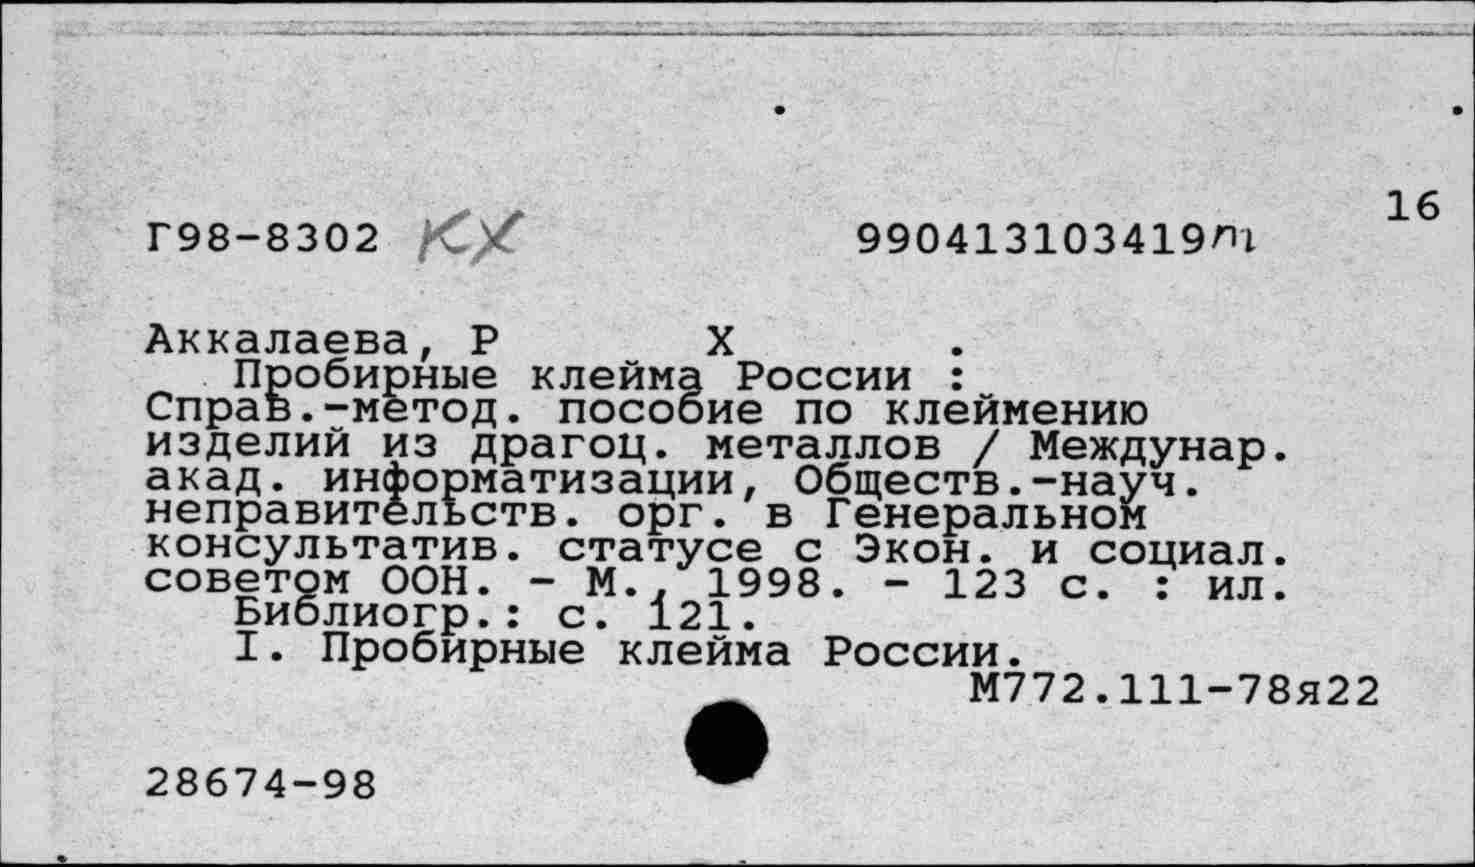 16
Г98-8302 КХ 990413103419m
Аккалаева, Р Х .
Пробирные клейма России :
Справ.-метод. пособие по клеймению
изделий из драгоц. металлов / Междунар.
акад. информатизации, Обществ.-науч.
неправительств. орг. в Генеральном
консультатив. статусе с Экон. и социал.
советом ООН. - М., 1998. - 123 с. : ил.
Библиогр.: с. 121.
I. Пробирные клейма России.
М772.111-78я22
28674-98